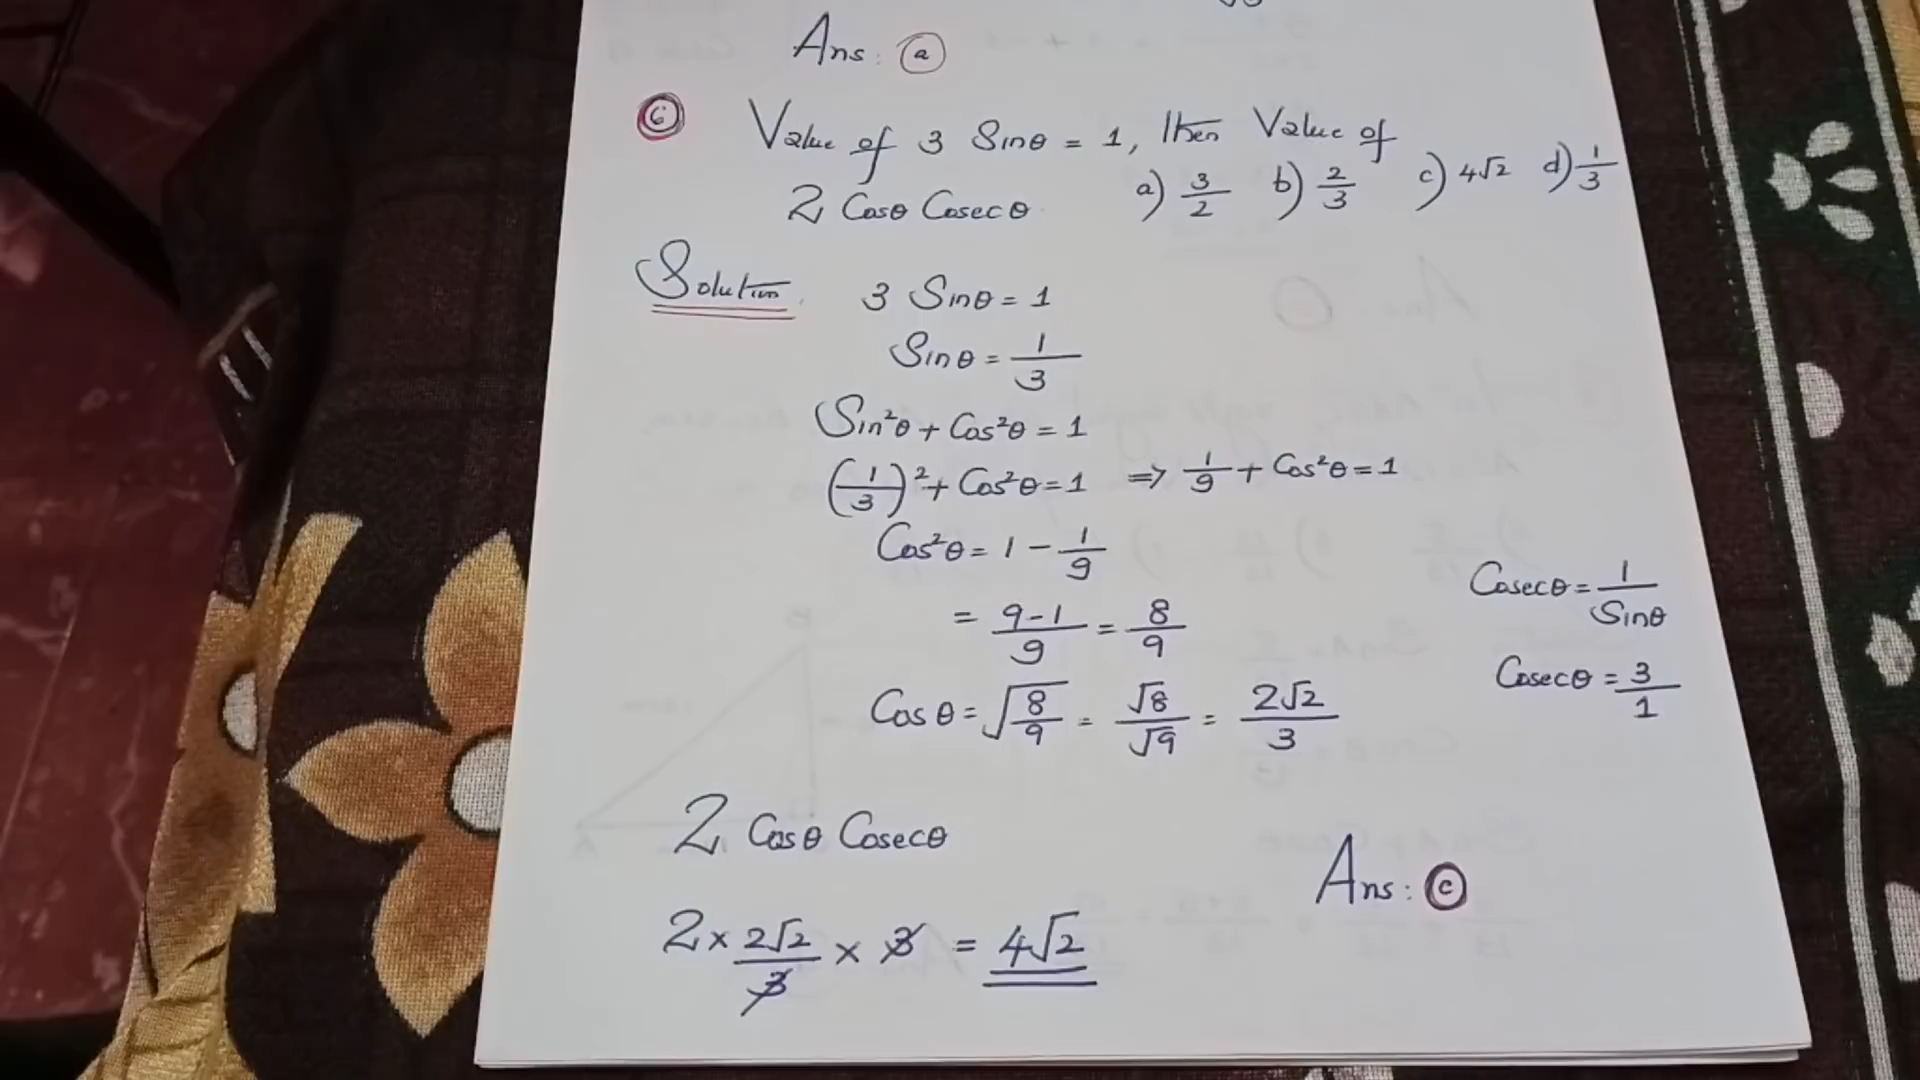 Ans: ⓐ
⑥ Value of 3 Sinθ = 1, then Value of
2 Cosθ Cosecθ a) 3/2 b) 2/3 c) 4√2 d) 1/3
Solution
3 Sinθ = 1
Sinθ = 1/3
Sin²θ + Cos²θ = 1
(1/3)² + Cos²θ = 1 ⇒ 1/9 + Cos²θ = 1
Cos²θ = 1 - 1/9
= 9-1/9 = 8/9
Cosecθ = 1/Sinθ
Cosecθ = 3/1
Cos θ = √(8/9) = √8/√9 = 2√2/3
2 Cosθ Cosecθ
2 × 2√2/3 × 3 = 4√2
Ans: ⓒ